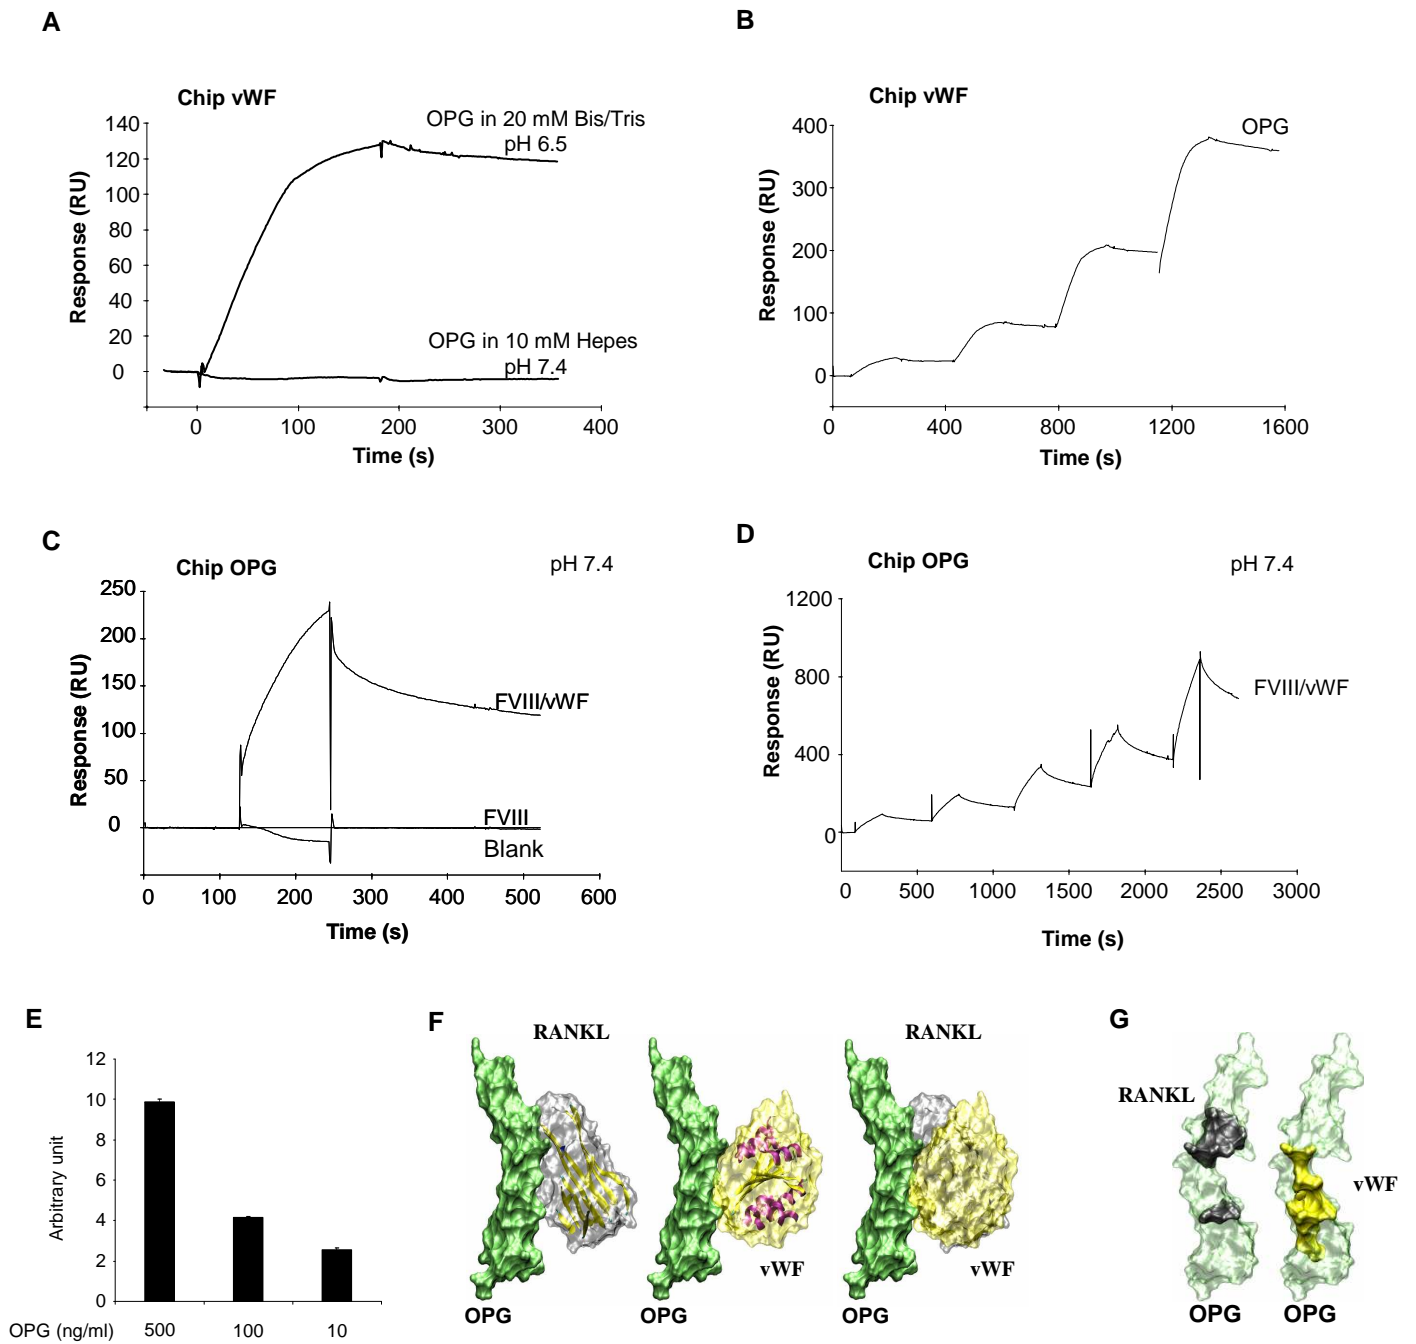 A
Chip vWF
Response (RU)
140
120
100
80
60
40
20
0
OPG in 20 mM Bis/Tris
pH 6.5
OPG in 10 mM Hepes
pH 7.4
0 100 200 300 400
Time (s)
B
Chip vWF
Response (RU)
400
300
200
100
0
OPG
0 400 800 1200 1600
Time (s)
C
Chip OPG
pH 7.4
Response (RU)
250
200
150
100
50
0
FVIII/vWF
FVIII
Blank
0 100 200 300 400 500 600
Time (s)
D
Chip OPG
pH 7.4
Response (RU)
1200
800
400
0
FVIII/vWF
0 500 1000 1500 2000 2500 3000
Time (s)
E
Arbitrary unit
12
10
8
6
4
2
0
OPG (ng/ml) 500 100 10
F
RANKL
RANKL
vWF
vWF
OPG
OPG
OPG
G
RANKL
vWF
OPG OPG